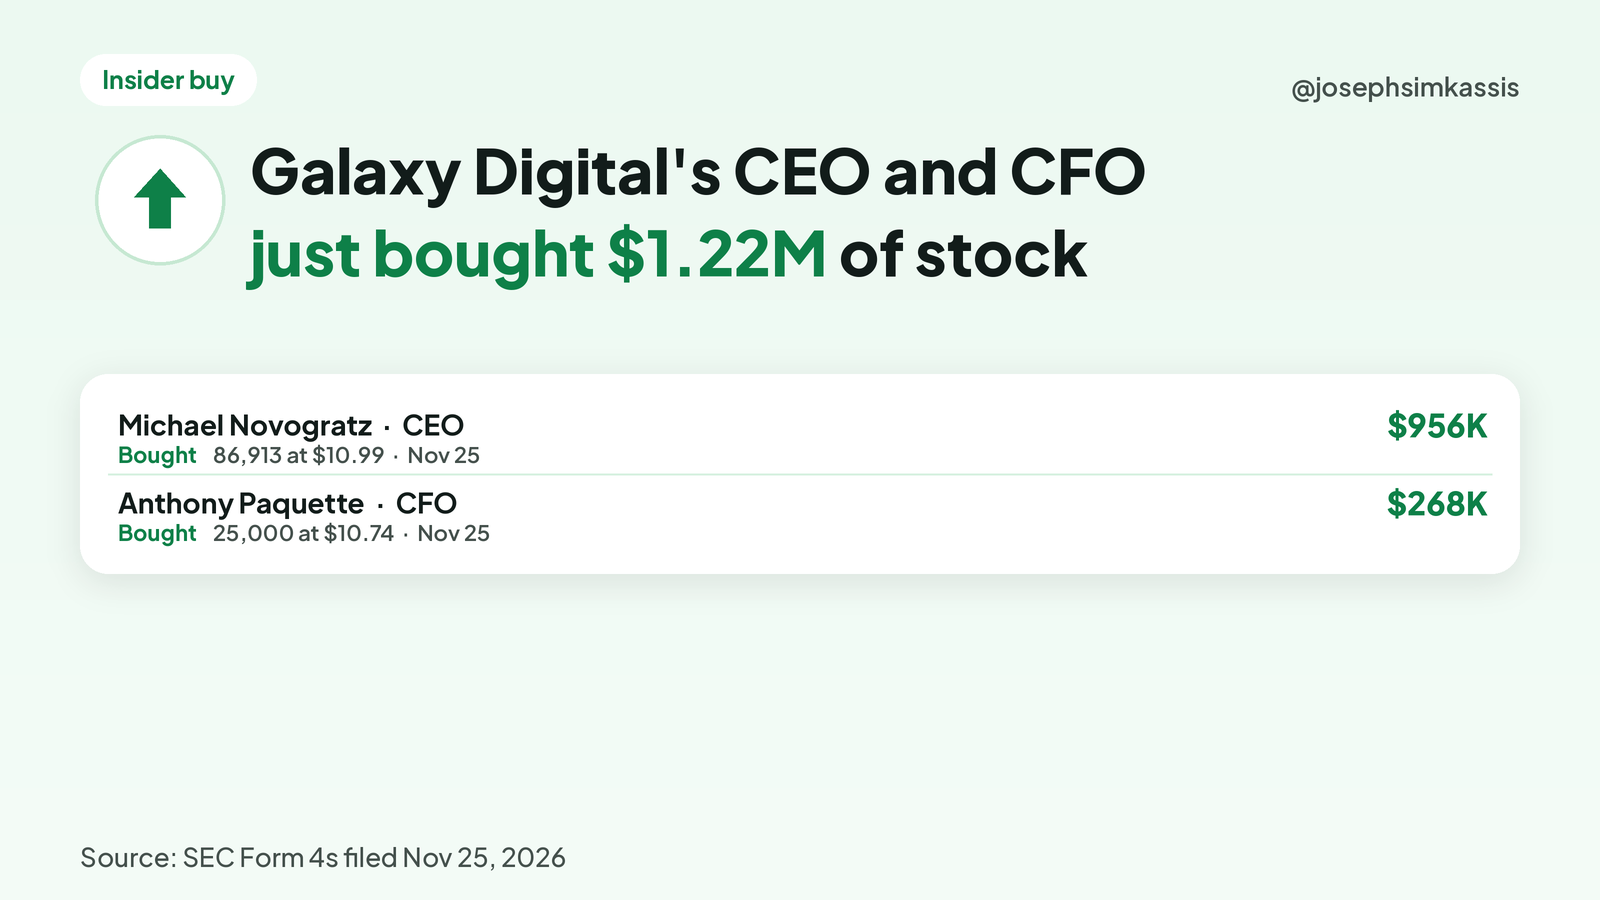 Insider buy
@josephsimkassis
Galaxy Digital's CEO and CFO
just bought $1.22M of stock
Michael Novogratz · CEO
$956K
Bought 86,913 at $10.99 · Nov 25
Anthony Paquette · CFO
$268K
Bought 25,000 at $10.74 · Nov 25
Source: SEC Form 4s filed Nov 25, 2026